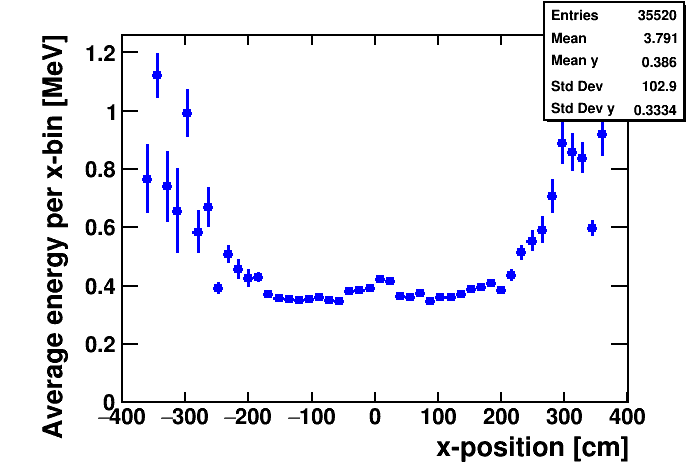 Entries 35520
Mean 3.791
Mean y 0.386
Std Dev 102.9
Std Dev y 0.3334
Average energy per x-bin [MeV]
1.2
1
0.8
0.6
0.4
0.2
0
−400 −300 −200 −100 0 100 200 300 400
x-position [cm]